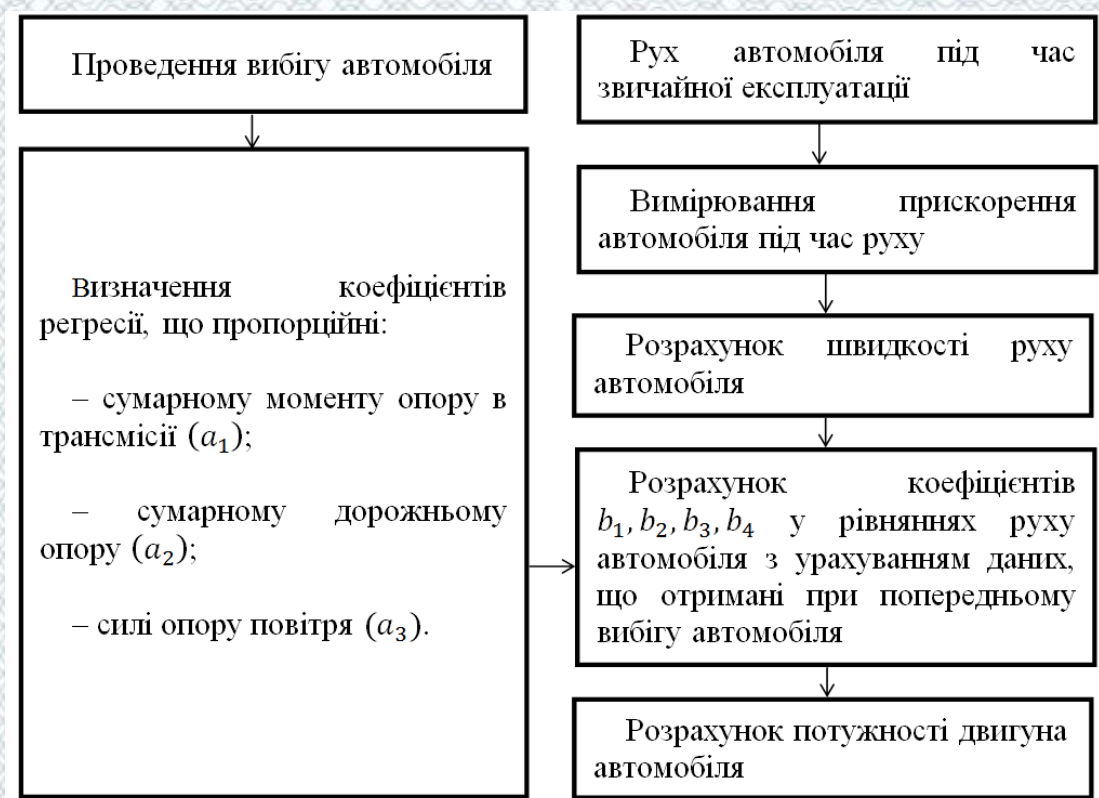 Проведення вибігу автомобіля
Визначення коефіцієнтів
регресії, що пропорційні:
– сумарному моменту опору в
трансмісії (a₁);
– сумарному дорожньому
опору (a₂);
– силі опору повітря (a₃).
Рух автомобіля під час
звичайної експлуатації
Вимірювання прискорення
автомобіля під час руху
Розрахунок швидкості руху
автомобіля
Розрахунок коефіцієнтів
b₁, b₂, b₃, b₄ у рівняннях руху
автомобіля з урахуванням даних,
що отримані при попередньому
вибігу автомобіля
Розрахунок потужності двигуна
автомобіля